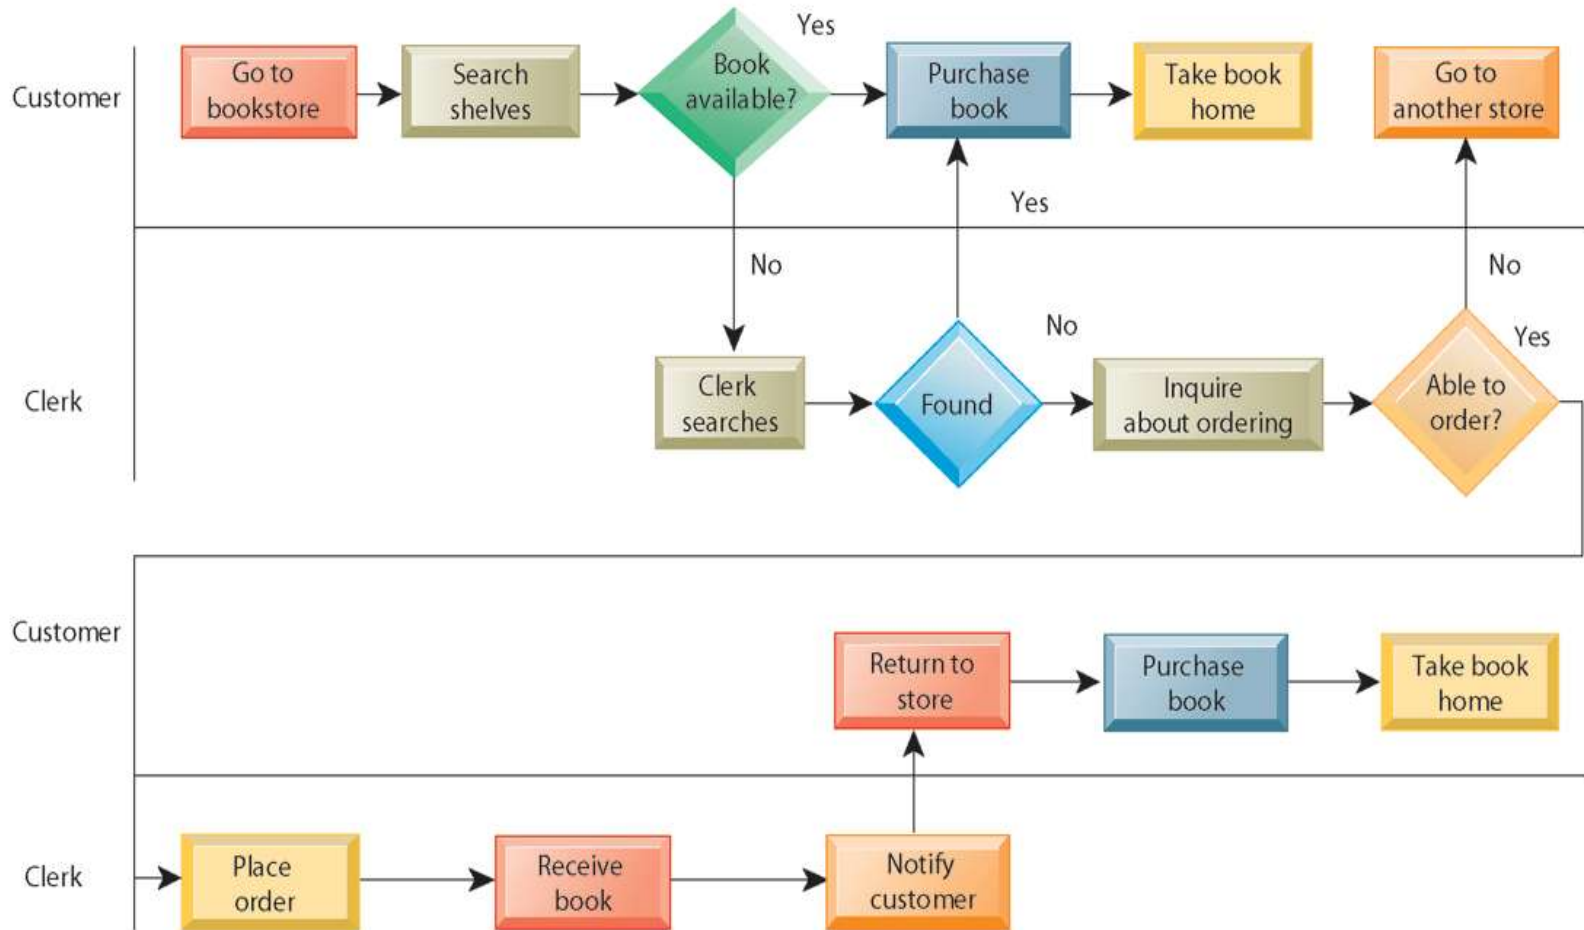 Customer
Go to
bookstore
Search
shelves
Book
available?
Yes
Purchase
book
Take book
home
Go to
another store
Yes
No
No
No
Yes
Clerk
Clerk
searches
Found
Inquire
about ordering
Able to
order?
Customer
Return to
store
Purchase
book
Take book
home
Clerk
Place
order
Receive
book
Notify
customer